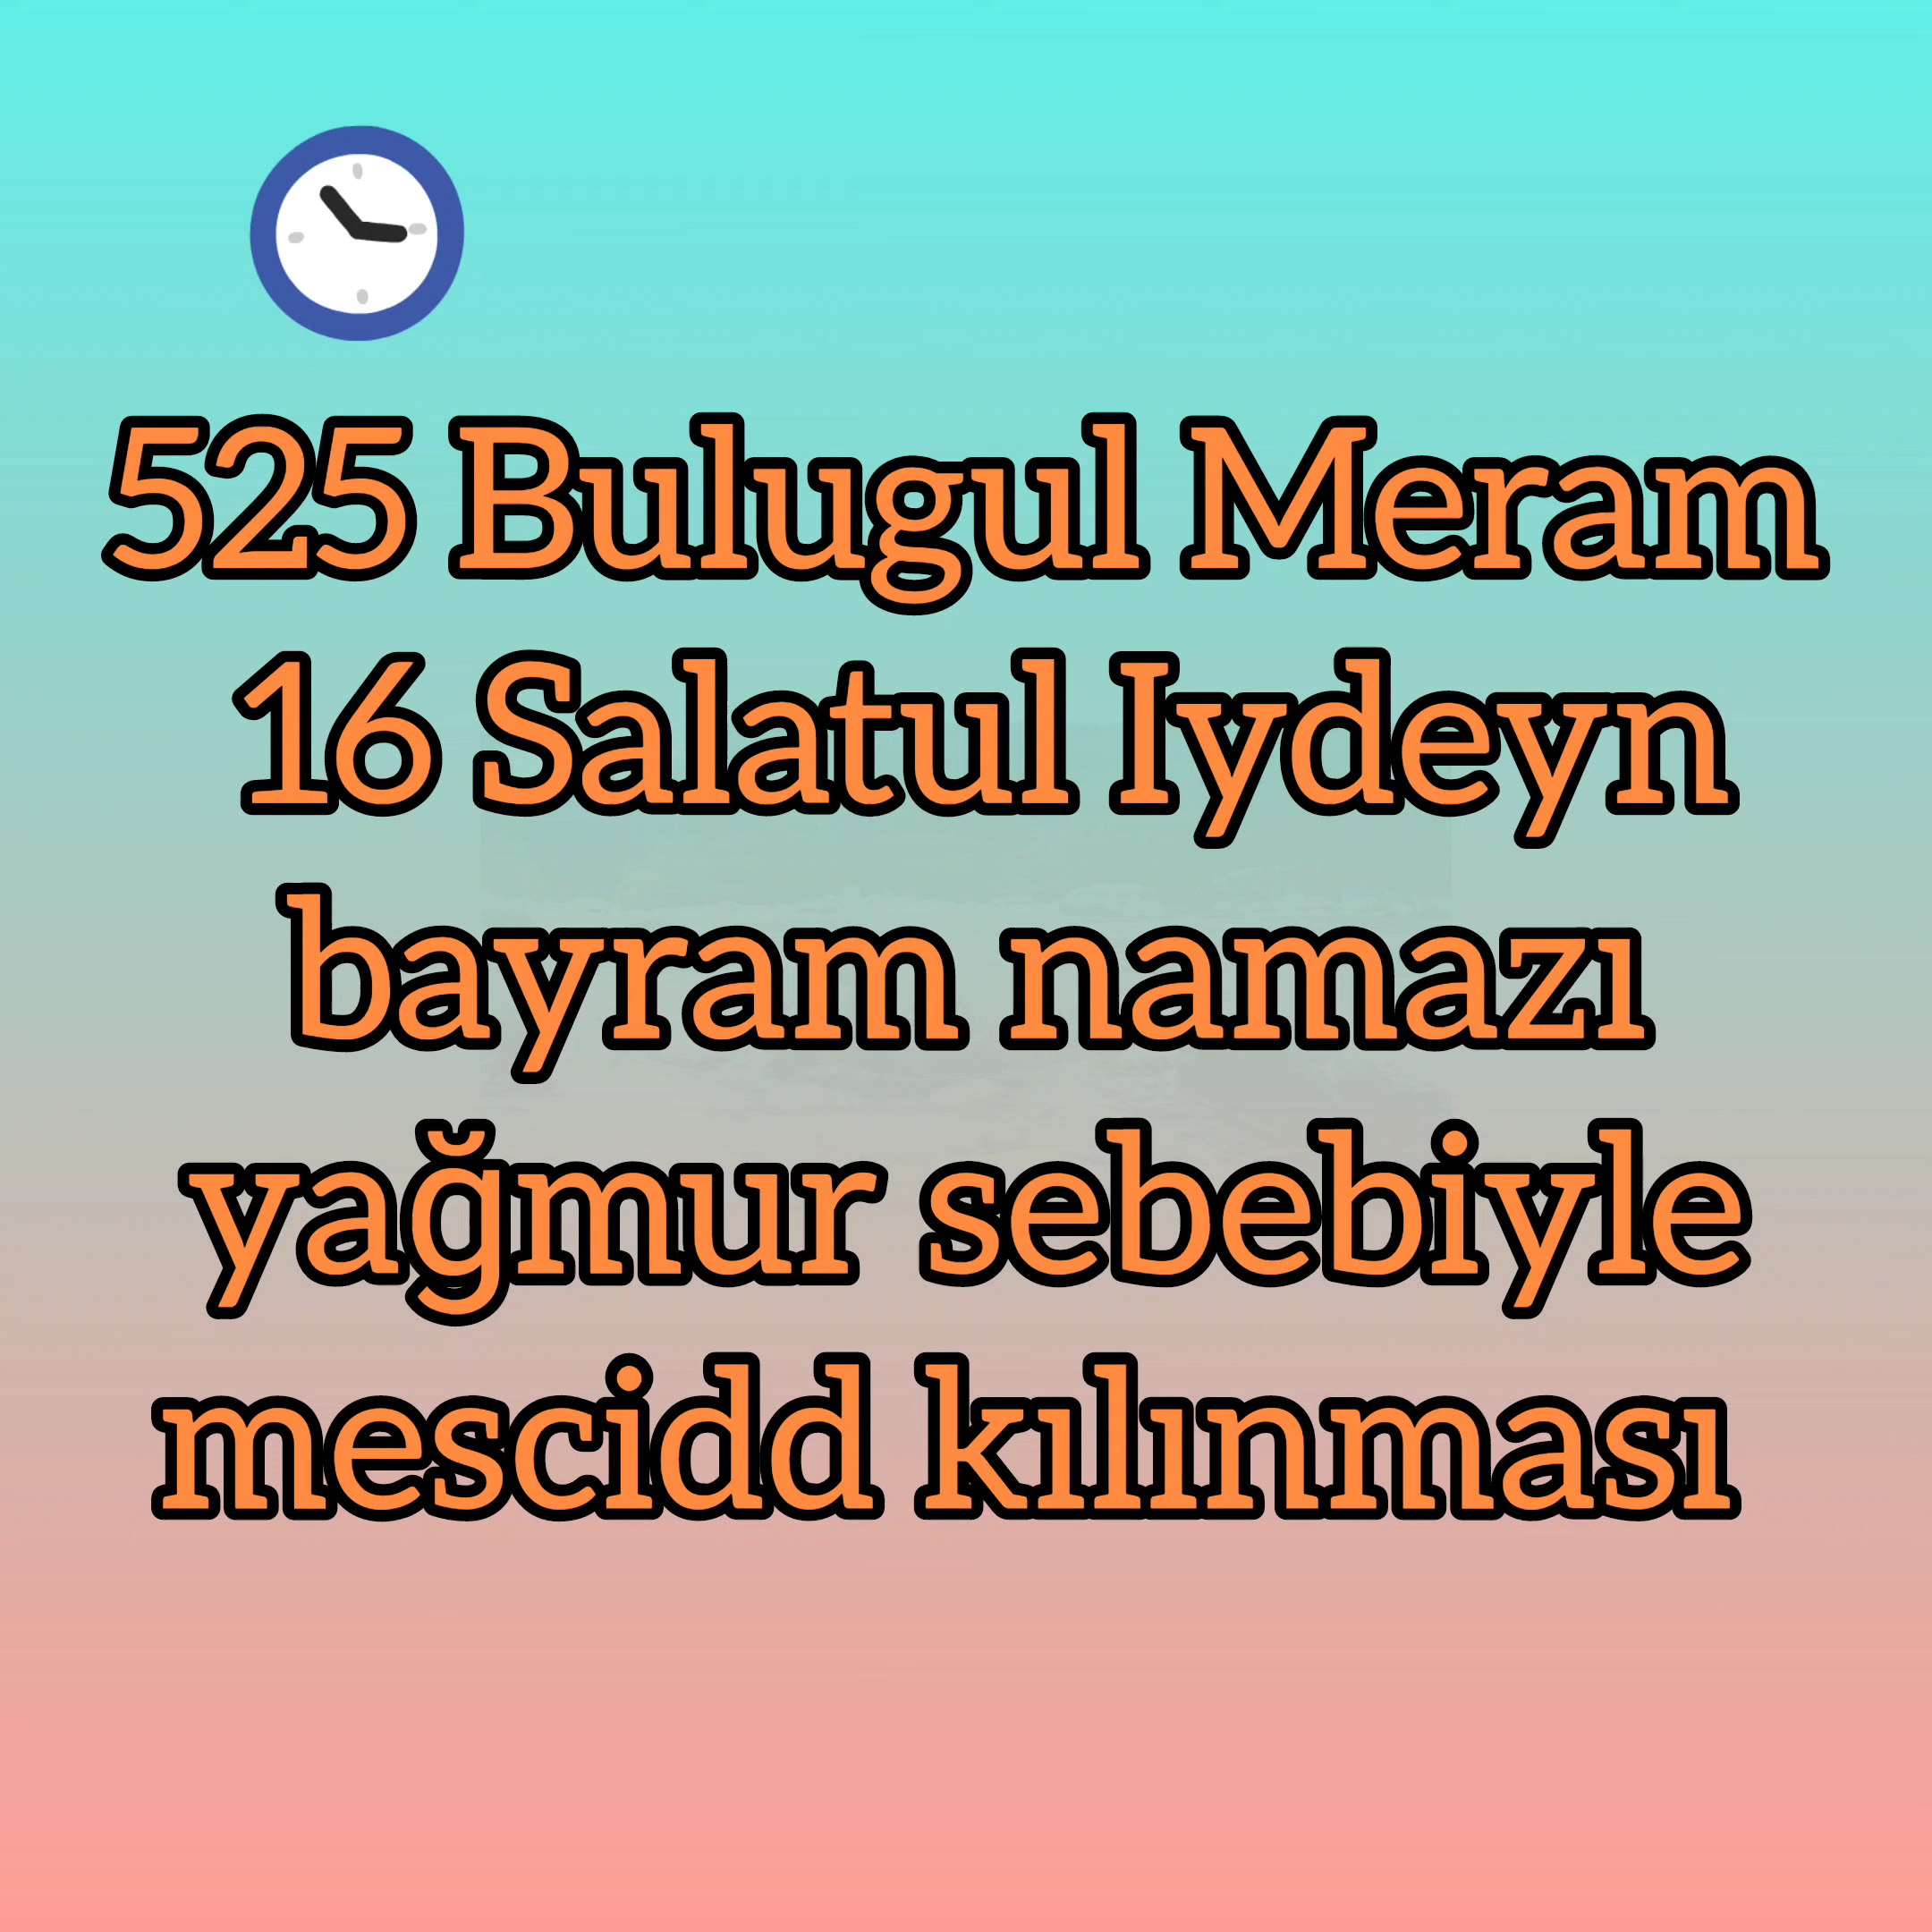 525 Bulugul Meram
16 Salatul Iydeyn
bayram namazı
yağmur sebebiyle
mescidd kılınması